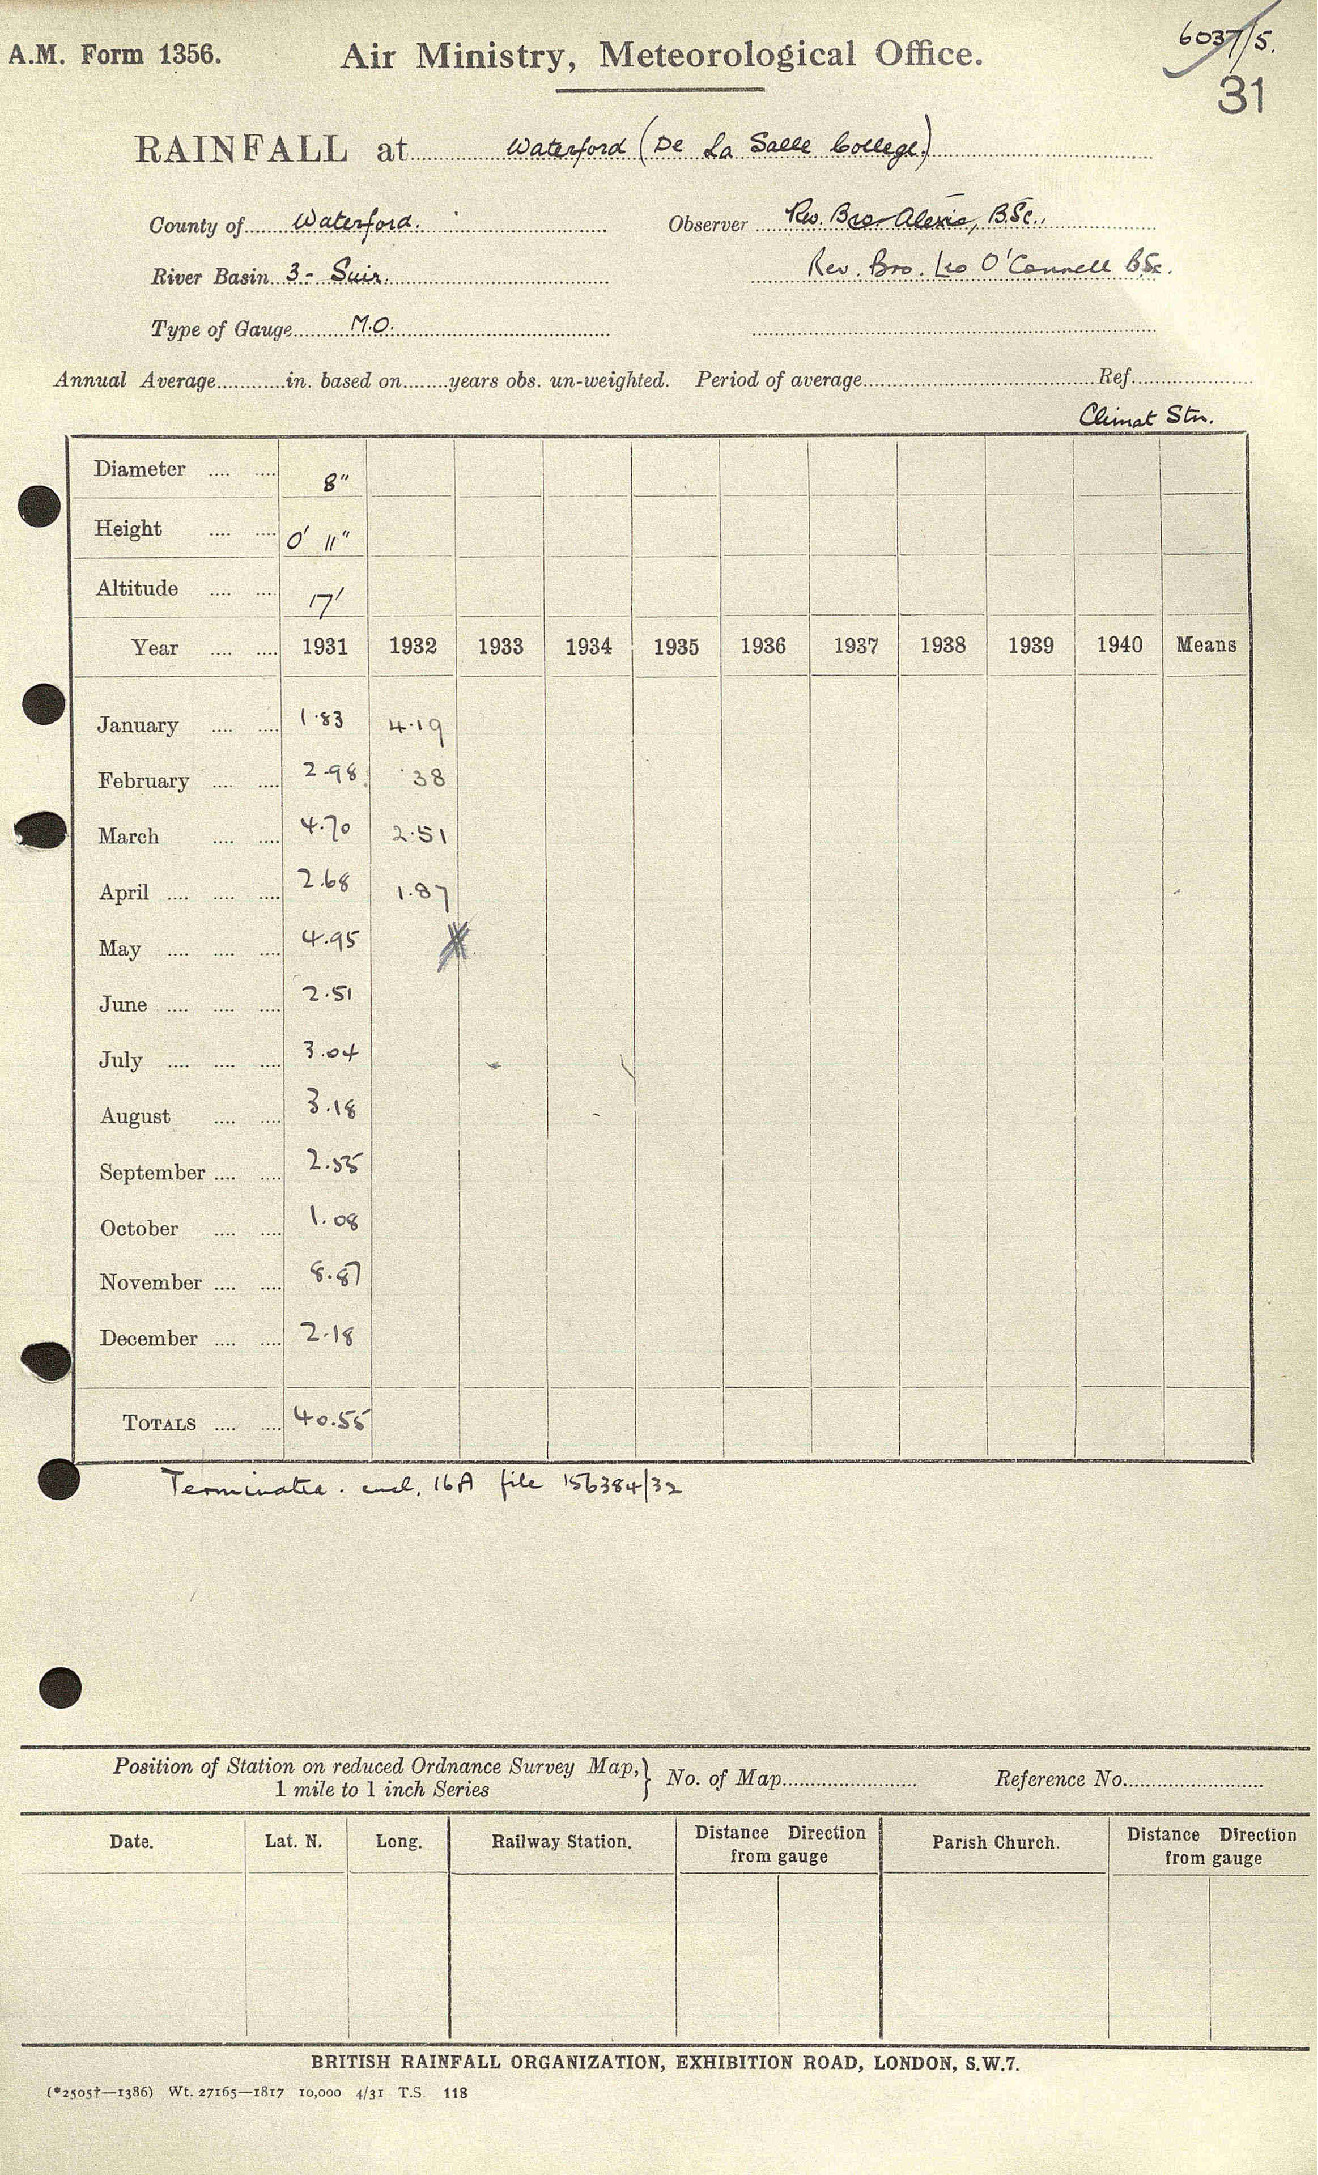 6037/5.
A.M. Form 1356. Air Ministry, Meteorological Office.
31
RAINFALL at Waterford (De La Salle College.)
County of Waterford. Observer Rev. Bro. Alexis, B.Sc.,
River Basin 3- Suir. Rev. Bro. Leo O'Connell B.Sc.
Type of Gauge M.O.
Annual Average in. based on years obs. un-weighted. Period of average Ref.
Climat Stn.
Diameter 8"
Height 0' 11"
Altitude 17'
Year 1931 1932 1933 1934 1935 1936 1937 1938 1939 1940 Means
January 1.83 4.19
February 2.98 .38
March 4.70 2.51
April 2.68 1.87
May 4.95
June 2.51
July 3.04
August 3.18
September 2.55
October 1.08
November 8.87
December 2.18
TOTALS 40.55
Terminated. encl. 16A file 156384/32
Position of Station on reduced Ordnance Survey Map, } No. of Map Reference No.
1 mile to 1 inch Series
Date. Lat. N. Long. Railway Station. Distance Direction from gauge Parish Church. Distance Direction from gauge
BRITISH RAINFALL ORGANIZATION, EXHIBITION ROAD, LONDON, S.W.7.
(*2505†—1386) Wt. 27165—1817 10,000 4/31 T.S. 118